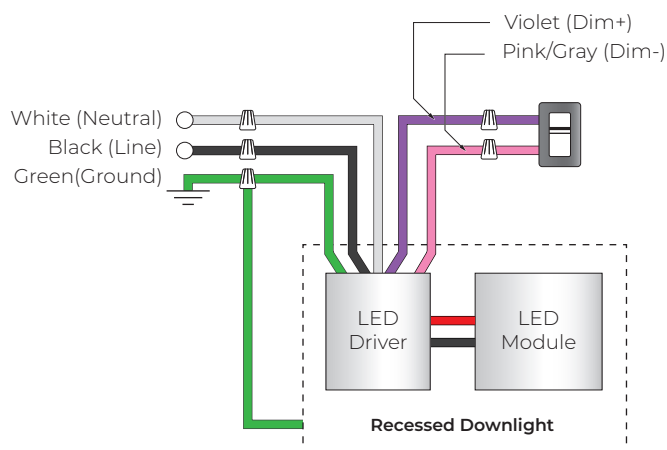 Violet (Dim+)
Pink/Gray (Dim-)
White (Neutral)
Black (Line)
Green(Ground)
LED
Driver
LED
Module
Recessed Downlight